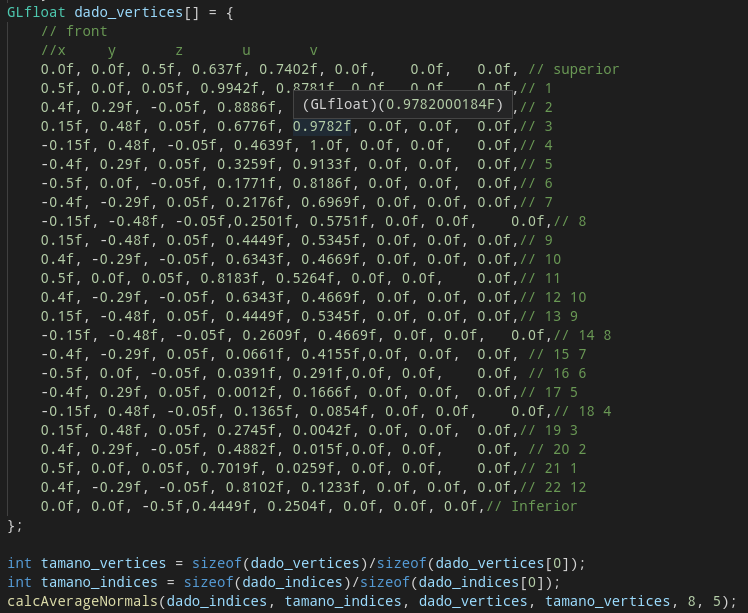 GLfloat dado_vertices[] = {
// front
//x y z u v
0.0f, 0.0f, 0.5f, 0.637f, 0.7402f, 0.0f, 0.0f, 0.0f, // superior
0.5f, 0.0f, 0.05f, 0.9942f, 0.8781f, 0.0f, 0.0f, 0.0f,// 1
(GLfloat)(0.9782000184F)
0.4f, 0.29f, -0.05f, 0.8886f, ,// 2
0.15f, 0.48f, 0.05f, 0.6776f, 0.9782f, 0.0f, 0.0f, 0.0f,// 3
-0.15f, 0.48f, -0.05f, 0.4639f, 1.0f, 0.0f, 0.0f, 0.0f,// 4
-0.4f, 0.29f, 0.05f, 0.3259f, 0.9133f, 0.0f, 0.0f, 0.0f,// 5
-0.5f, 0.0f, -0.05f, 0.1771f, 0.8186f, 0.0f, 0.0f, 0.0f,// 6
-0.4f, -0.29f, 0.05f, 0.2176f, 0.6969f, 0.0f, 0.0f, 0.0f,// 7
-0.15f, -0.48f, -0.05f,0.2501f, 0.5751f, 0.0f, 0.0f, 0.0f,// 8
0.15f, -0.48f, 0.05f, 0.4449f, 0.5345f, 0.0f, 0.0f, 0.0f,// 9
0.4f, -0.29f, -0.05f, 0.6343f, 0.4669f, 0.0f, 0.0f, 0.0f,// 10
0.5f, 0.0f, 0.05f, 0.8183f, 0.5264f, 0.0f, 0.0f, 0.0f,// 11
0.4f, -0.29f, -0.05f, 0.6343f, 0.4669f, 0.0f, 0.0f, 0.0f,// 12 10
0.15f, -0.48f, 0.05f, 0.4449f, 0.5345f, 0.0f, 0.0f, 0.0f,// 13 9
-0.15f, -0.48f, -0.05f, 0.2609f, 0.4669f, 0.0f, 0.0f, 0.0f,// 14 8
-0.4f, -0.29f, 0.05f, 0.0661f, 0.4155f,0.0f, 0.0f, 0.0f, // 15 7
-0.5f, 0.0f, -0.05f, 0.0391f, 0.291f,0.0f, 0.0f, 0.0f, // 16 6
-0.4f, 0.29f, 0.05f, 0.0012f, 0.1666f, 0.0f, 0.0f, 0.0f,// 17 5
-0.15f, 0.48f, -0.05f, 0.1365f, 0.0854f, 0.0f, 0.0f, 0.0f,// 18 4
0.15f, 0.48f, 0.05f, 0.2745f, 0.0042f, 0.0f, 0.0f, 0.0f,// 19 3
0.4f, 0.29f, -0.05f, 0.4882f, 0.015f,0.0f, 0.0f, 0.0f, // 20 2
0.5f, 0.0f, 0.05f, 0.7019f, 0.0259f, 0.0f, 0.0f, 0.0f,// 21 1
0.4f, -0.29f, -0.05f, 0.8102f, 0.1233f, 0.0f, 0.0f, 0.0f,// 22 12
0.0f, 0.0f, -0.5f,0.4449f, 0.2504f, 0.0f, 0.0f, 0.0f,// Inferior
};
int tamano_vertices = sizeof(dado_vertices)/sizeof(dado_vertices[0]);
int tamano_indices = sizeof(dado_indices)/sizeof(dado_indices[0]);
calcAverageNormals(dado_indices, tamano_indices, dado_vertices, tamano_vertices, 8, 5);